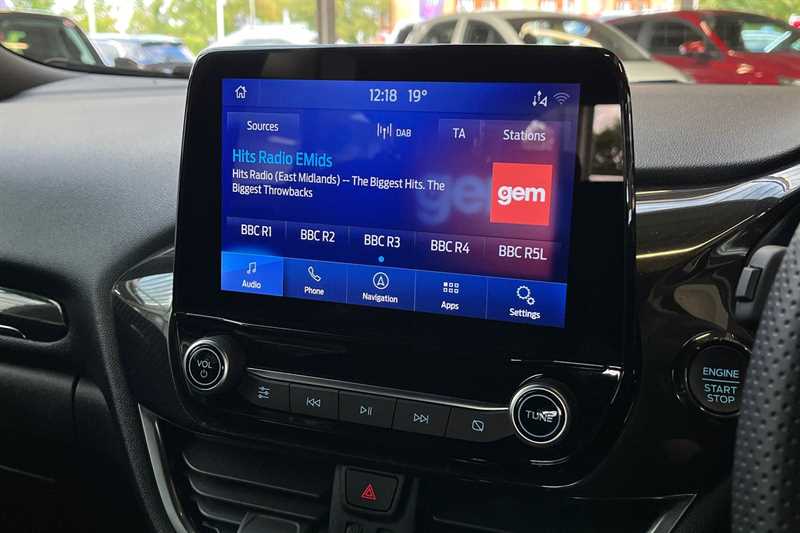 12:18 19°
Sources
DAB
TA
Stations
Hits Radio EMids
Hits Radio (East Midlands) -- The Biggest Hits. The
Biggest Throwbacks
gem
gem
BBC R1
BBC R2
BBC R3
BBC R4
BBC R5L
Audio
Phone
Navigation
Apps
Settings
VOL
TUNE
ENGINE
START
STOP